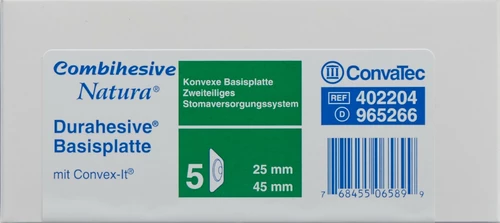 Combihesive
Natura®
Durahesive®
Basisplatte
mit Convex-It®
Konvexe Basisplatte
Zweiteiliges
Stomaversorgungssystem
5
25 mm
45 mm
ConvaTec
REF 402204
D 965266
7 68455 06589 9